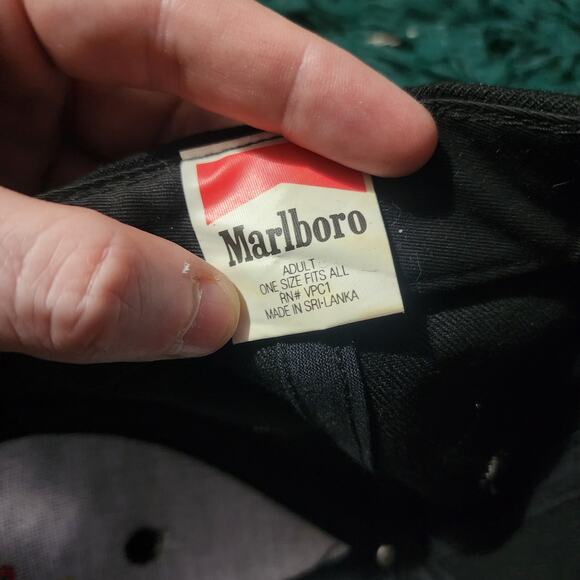 Marlboro
ADULT
ONE SIZE FITS ALL
RN# VPC1
MADE IN SRI-LANKA